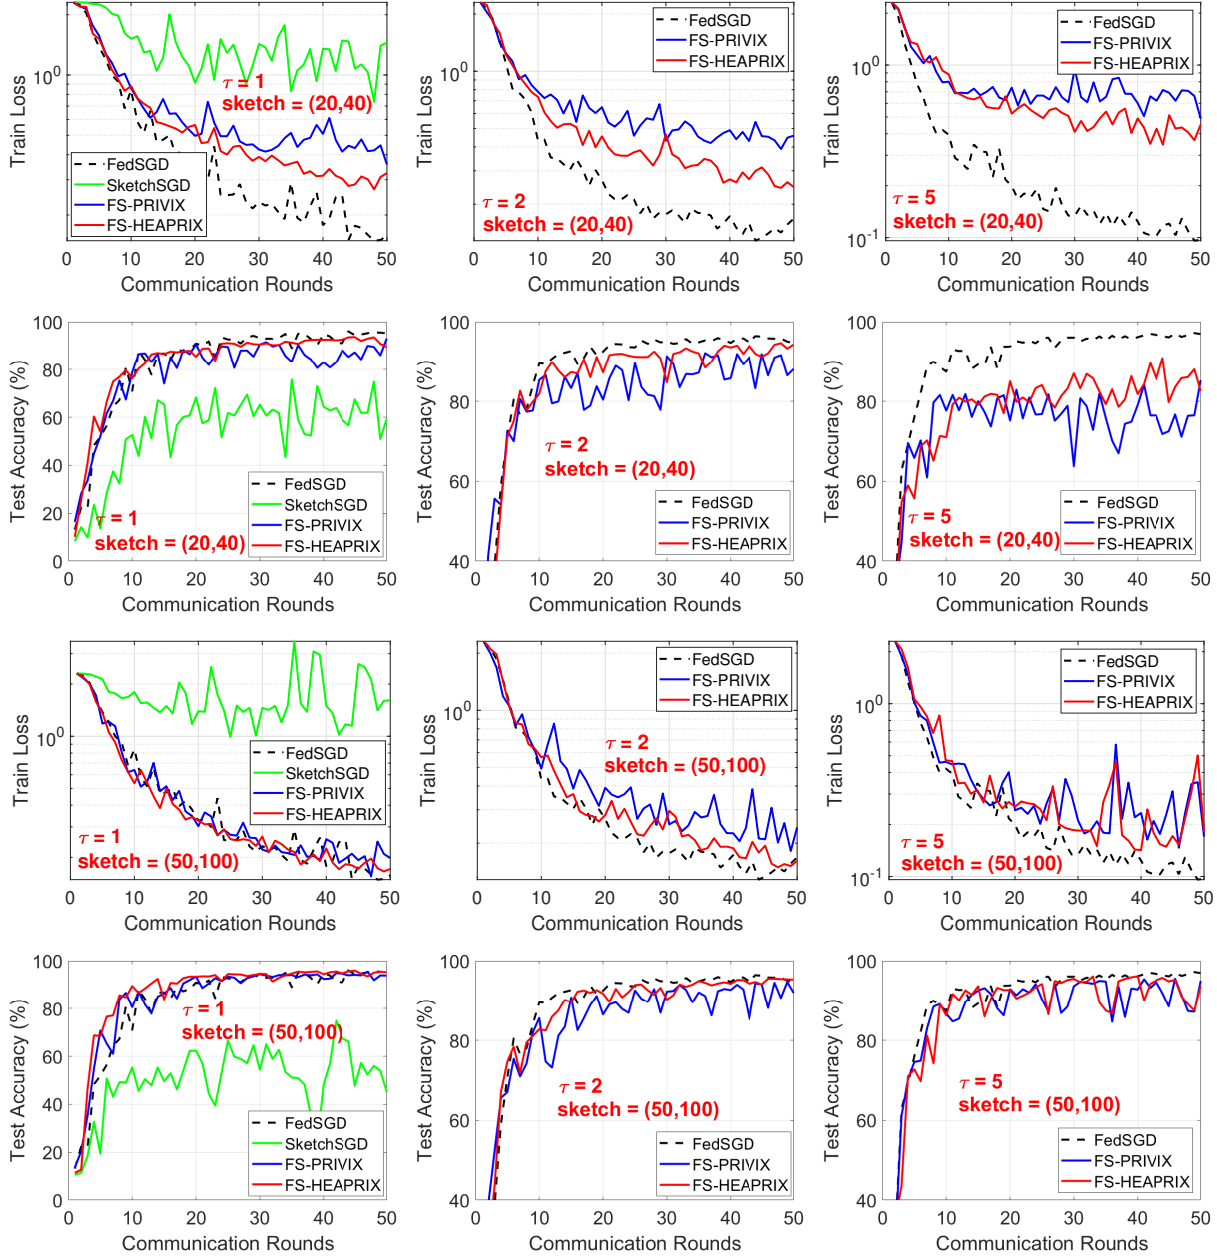 Train Loss
10^0
τ = 1
sketch = (20,40)
FedSGD
SketchSGD
FS-PRIVIX
FS-HEAPRIX
0 10 20 30 40 50
Communication Rounds
Train Loss
10^0
FedSGD
FS-PRIVIX
FS-HEAPRIX
τ = 2
sketch = (20,40)
0 10 20 30 40 50
Communication Rounds
Train Loss
10^0
10^-1
FedSGD
FS-PRIVIX
FS-HEAPRIX
τ = 5
sketch = (20,40)
0 10 20 30 40 50
Communication Rounds
Test Accuracy (%)
100
80
60
40
20
0
τ = 1
sketch = (20,40)
FedSGD
SketchSGD
FS-PRIVIX
FS-HEAPRIX
0 10 20 30 40 50
Communication Rounds
Test Accuracy (%)
100
80
60
40
τ = 2
sketch = (20,40)
FedSGD
FS-PRIVIX
FS-HEAPRIX
0 10 20 30 40 50
Communication Rounds
Test Accuracy (%)
100
80
60
40
τ = 5
sketch = (20,40)
FedSGD
FS-PRIVIX
FS-HEAPRIX
0 10 20 30 40 50
Communication Rounds
Train Loss
10^0
FedSGD
SketchSGD
FS-PRIVIX
FS-HEAPRIX
τ = 1
sketch = (50,100)
0 10 20 30 40 50
Communication Rounds
Train Loss
10^0
FedSGD
FS-PRIVIX
FS-HEAPRIX
τ = 2
sketch = (50,100)
0 10 20 30 40 50
Communication Rounds
Train Loss
10^0
10^-1
FedSGD
FS-PRIVIX
FS-HEAPRIX
τ = 5
sketch = (50,100)
0 10 20 30 40 50
Communication Rounds
Test Accuracy (%)
100
80
60
40
20
0
τ = 1
sketch = (50,100)
FedSGD
SketchSGD
FS-PRIVIX
FS-HEAPRIX
0 10 20 30 40 50
Communication Rounds
Test Accuracy (%)
100
80
60
40
τ = 2
sketch = (50,100)
FedSGD
FS-PRIVIX
FS-HEAPRIX
0 10 20 30 40 50
Communication Rounds
Test Accuracy (%)
100
80
60
40
τ = 5
sketch = (50,100)
FedSGD
FS-PRIVIX
FS-HEAPRIX
0 10 20 30 40 50
Communication Rounds